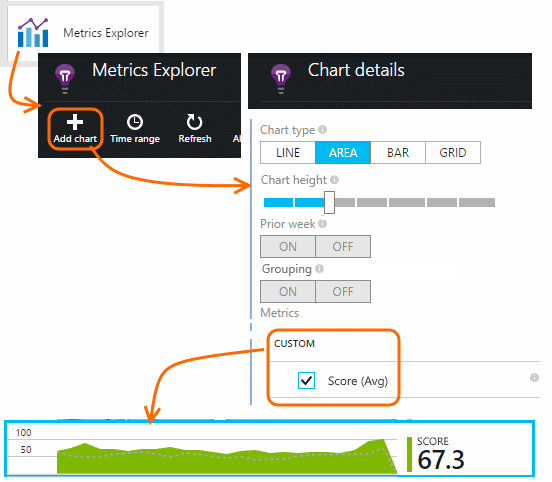 Metrics Explorer
Metrics Explorer
Add chart
Time range
Refresh
Chart details
Chart type
LINE AREA BAR GRID
Chart height
Prior week
ON OFF
Grouping
ON OFF
Metrics
CUSTOM
Score (Avg)
100
50
SCORE
67.3